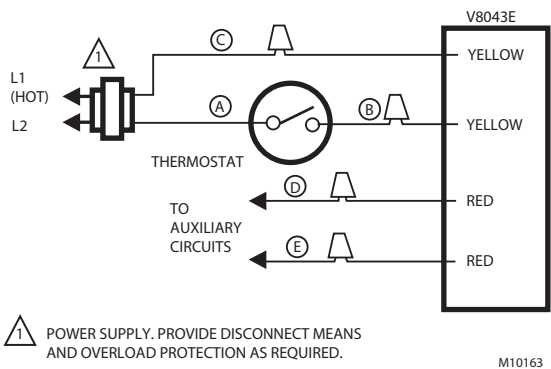 V8043E
C
1
YELLOW
L1
(HOT)
A
B
L2
YELLOW
THERMOSTAT
D
RED
TO
AUXILIARY
CIRCUITS
E
RED
1 POWER SUPPLY. PROVIDE DISCONNECT MEANS
AND OVERLOAD PROTECTION AS REQUIRED.
M10163